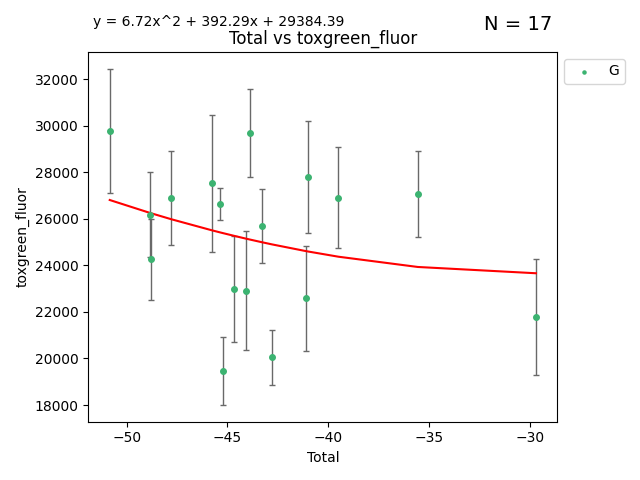 y = 6.72x^2 + 392.29x + 29384.39
N = 17
Total vs toxgreen_fluor
G
toxgreen_fluor
32000
30000
28000
26000
24000
22000
20000
18000
−50
−45
−40
−35
−30
Total